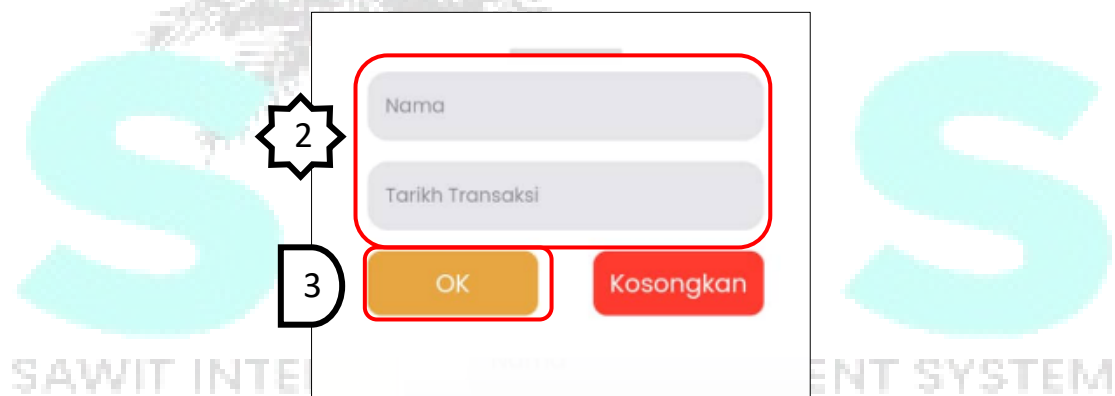 Nama
2
Tarikh Transaksi
3
OK
Kosongkan
SAWIT INTE
ENT SYSTEM